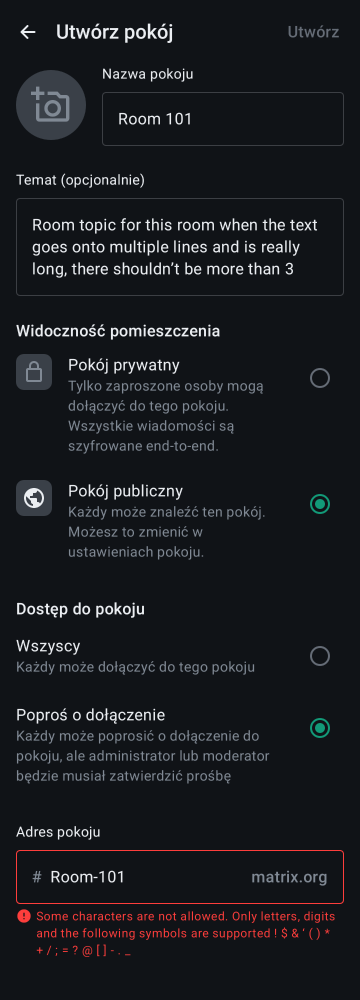 Utwórz pokój
Utwórz
Nazwa pokoju
Room 101
Temat (opcjonalnie)
Room topic for this room when the text
goes onto multiple lines and is really
long, there shouldn’t be more than 3
Widoczność pomieszczenia
Pokój prywatny
Tylko zaproszone osoby mogą
dołączyć do tego pokoju.
Wszystkie wiadomości są
szyfrowane end-to-end.
Pokój publiczny
Każdy może znaleźć ten pokój.
Możesz to zmienić w
ustawieniach pokoju.
Dostęp do pokoju
Wszyscy
Każdy może dołączyć do tego pokoju
Poproś o dołączenie
Każdy może poprosić o dołączenie do
pokoju, ale administrator lub moderator
będzie musiał zatwierdzić prośbę
Adres pokoju
# Room-101 matrix.org
Some characters are not allowed. Only letters, digits
and the following symbols are supported ! $ & ‘ ( ) *
+ / ; = ? @ [ ] - . _